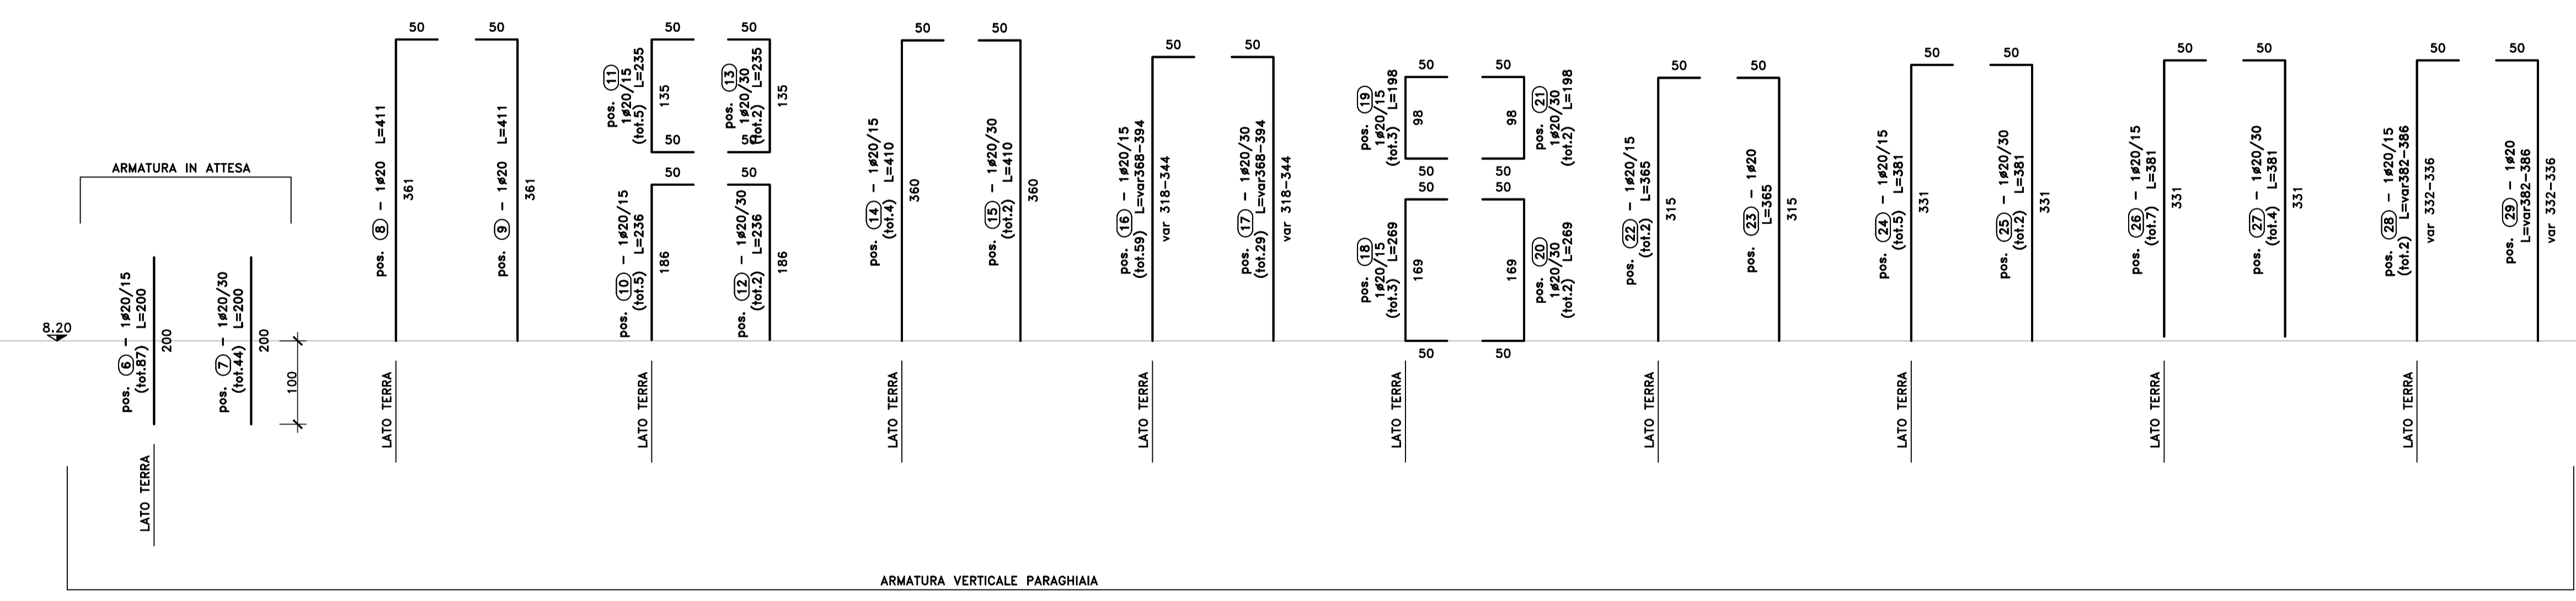 ARMATURA IN ATTESA
8.20
pos. 6 - 1ø20/15
(tot.87) L=200
200
pos. 7 - 1ø20/30
(tot.44) L=200
200
100
LATO TERRA
50
pos. 8 - 1ø20 L=411
361
LATO TERRA
50
pos. 9 - 1ø20 L=411
361
50
pos. 11
1ø20/15
(tot.5) L=235
135
50
50
pos. 13
1ø20/30
(tot.2) L=235
135
50
50
pos. 10 - 1ø20/15
(tot.5) L=236
186
LATO TERRA
50
pos. 12 - 1ø20/30
(tot.2) L=236
186
50
pos. 14 - 1ø20/15
(tot.4) L=410
360
LATO TERRA
50
pos. 15 - 1ø20/30
(tot.2) L=410
360
50
pos. 16 - 1ø20/15
(tot.59) L=var368-394
var 318-344
LATO TERRA
50
pos. 17 - 1ø20/30
(tot.29) L=var368-394
var 318-344
50
pos. 19
1ø20/15
(tot.3) L=198
98
50
50
98
pos. 21
1ø20/30
(tot.2) L=198
50
50
pos. 18
1ø20/15
(tot.3) L=269
169
50
LATO TERRA
50
169
pos. 20
1ø20/30
(tot.2) L=269
50
50
pos. 22 - 1ø20/15
(tot.2) L=365
315
LATO TERRA
50
pos. 23 - 1ø20
L=365
315
50
pos. 24 - 1ø20/15
(tot.5) L=381
331
LATO TERRA
50
pos. 25 - 1ø20/30
(tot.2) L=381
331
50
pos. 26 - 1ø20/15
(tot.7) L=381
331
LATO TERRA
50
pos. 27 - 1ø20/30
(tot.4) L=381
331
50
pos. 28 - 1ø20/15
(tot.2) L=var382-386
var 332-336
LATO TERRA
50
pos. 29 - 1ø20
L=var382-386
var 332-336
ARMATURA VERTICALE PARAGHIAIA